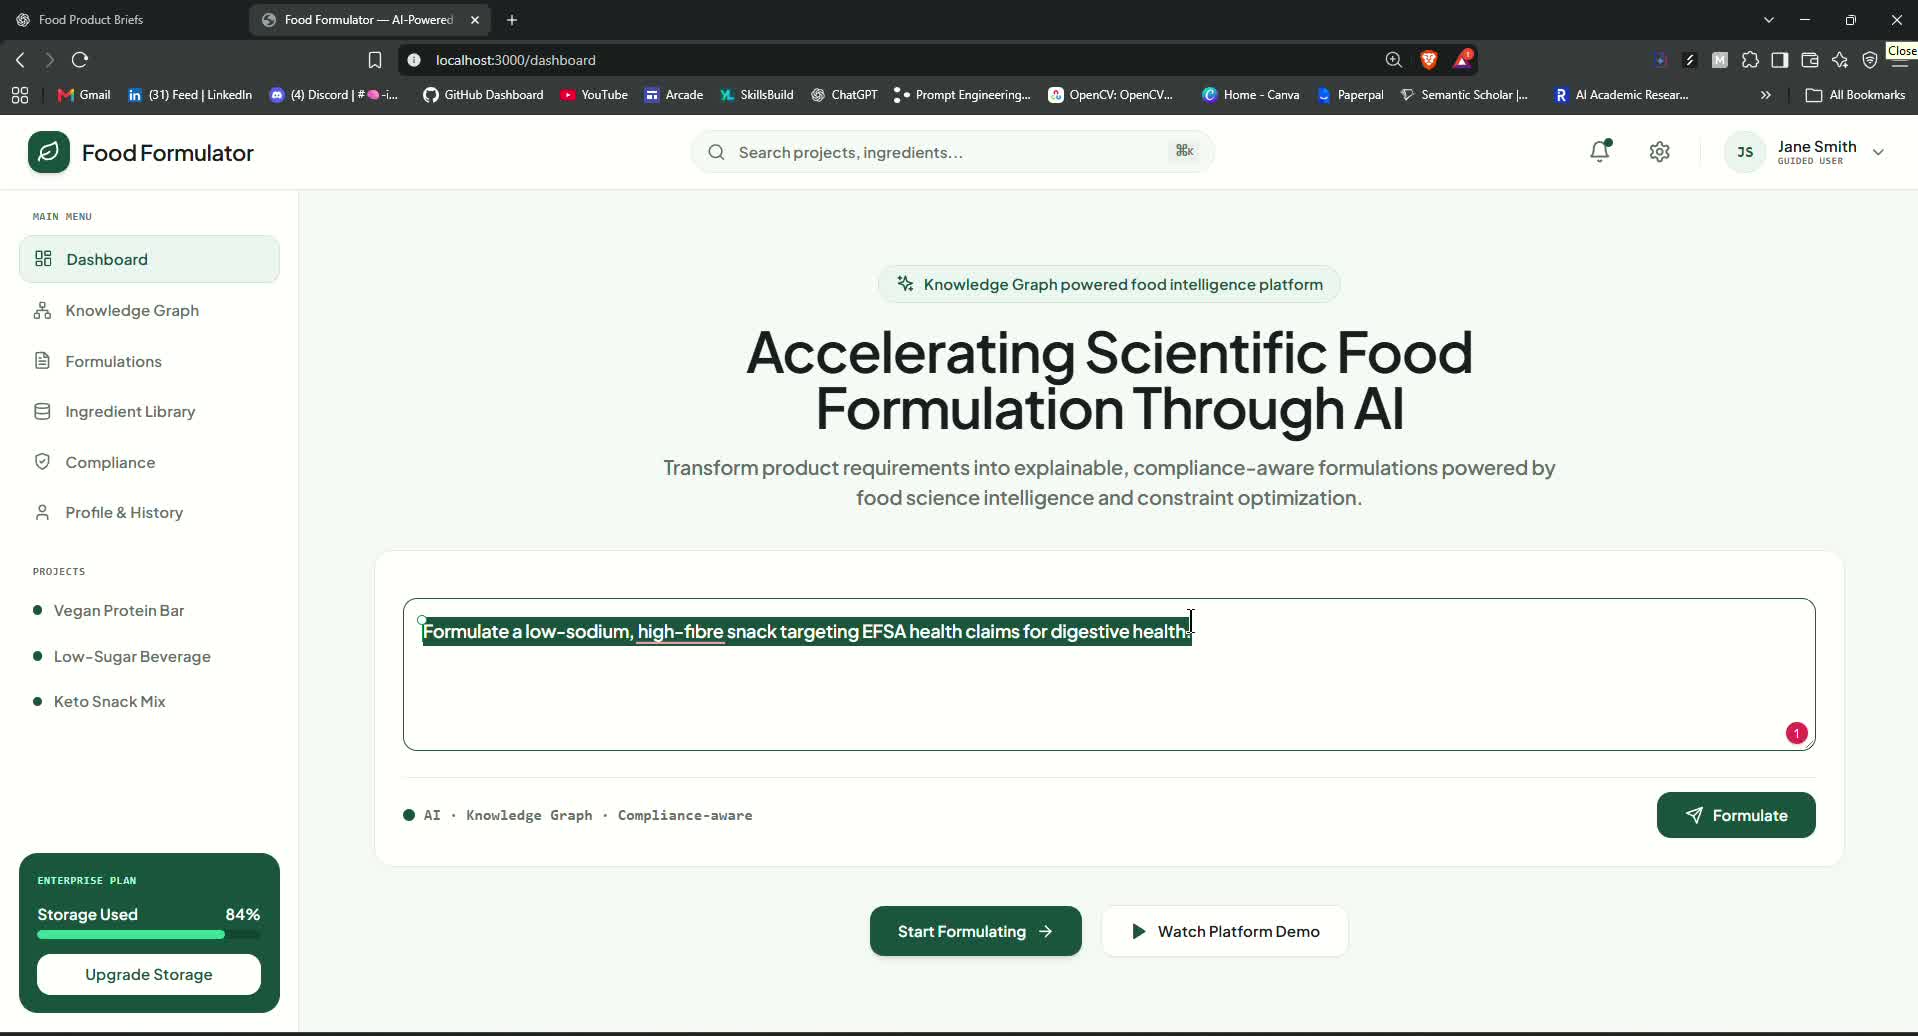 Food Product Briefs
Food Formulator — AI-Powered
localhost:3000/dashboard
1
Close
Gmail
(31) Feed | LinkedIn
(4) Discord | #🧠-i...
GitHub Dashboard
YouTube
Arcade
SkillsBuild
ChatGPT
Prompt Engineering...
OpenCV: OpenCV...
Home - Canva
Paperpal
Semantic Scholar |...
AI Academic Resear...
»
All Bookmarks
Food Formulator
Search projects, ingredients...
⌘K
JS
Jane Smith
GUIDED USER
MAIN MENU
Dashboard
Knowledge Graph
Formulations
Ingredient Library
Compliance
Profile & History
PROJECTS
Vegan Protein Bar
Low-Sugar Beverage
Keto Snack Mix
ENTERPRISE PLAN
Storage Used 84%
Upgrade Storage
Knowledge Graph powered food intelligence platform
Accelerating Scientific Food
Formulation Through AI
Transform product requirements into explainable, compliance-aware formulations powered by
food science intelligence and constraint optimization.
Formulate a low-sodium, high-fibre snack targeting EFSA health claims for digestive health.
1
AI · Knowledge Graph · Compliance-aware
Formulate
Start Formulating →
Watch Platform Demo